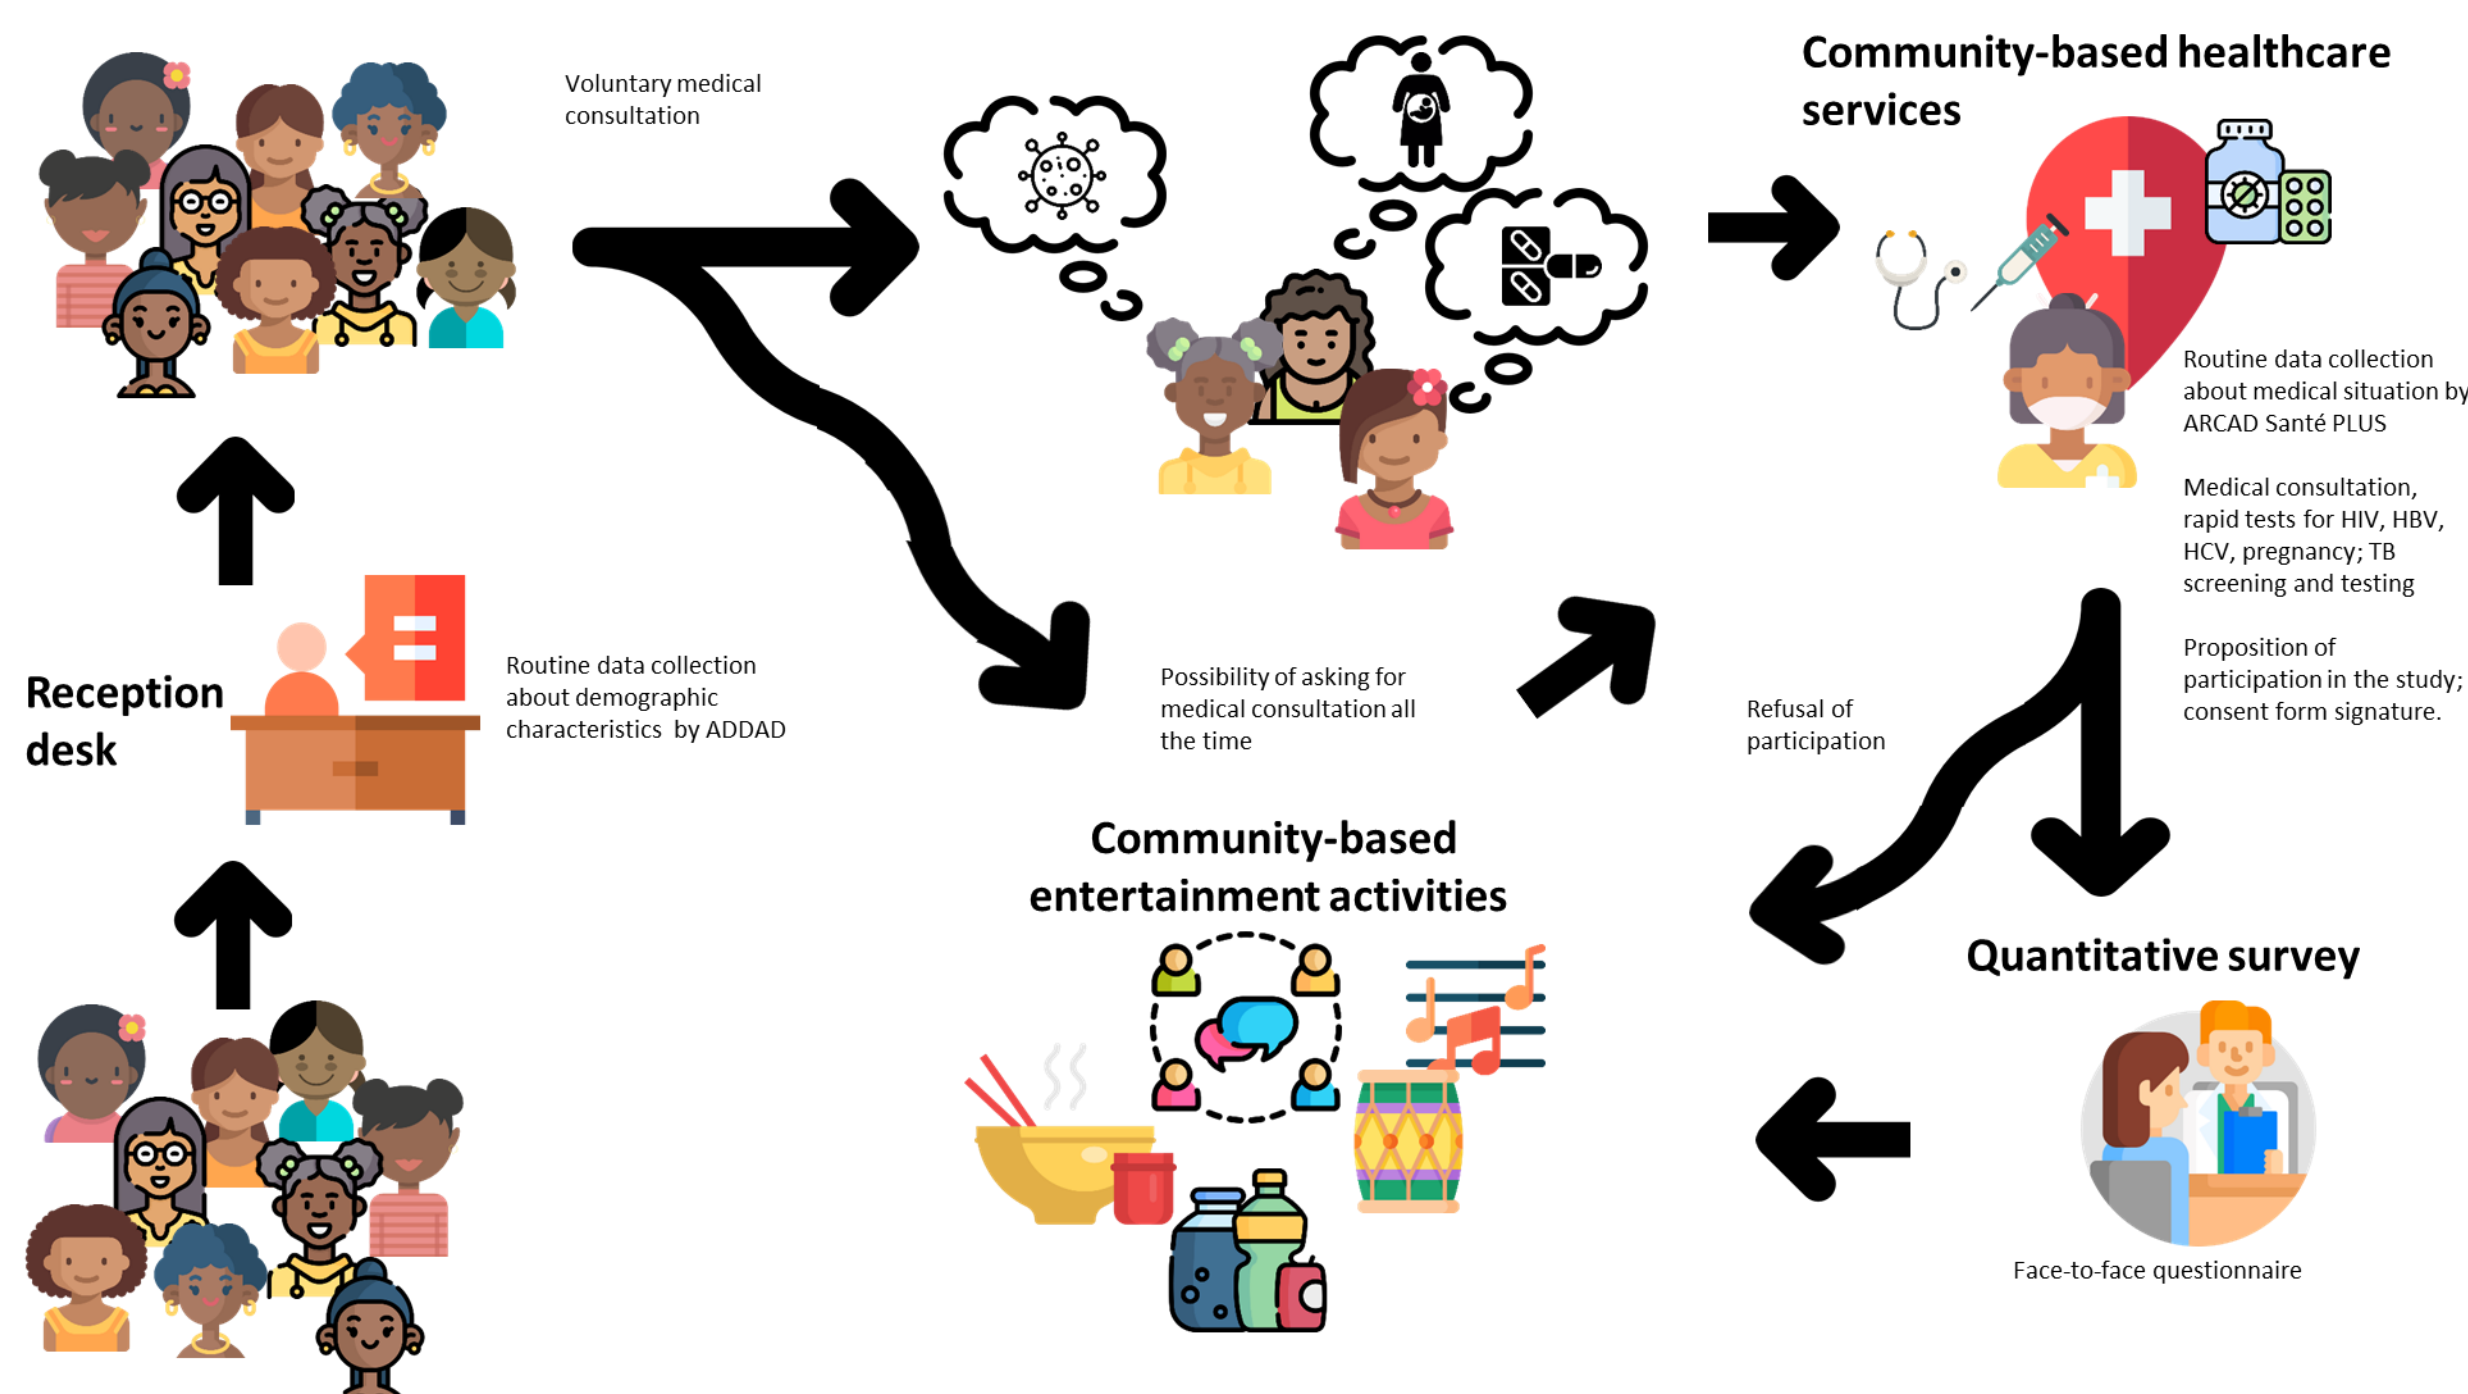 Voluntary medical
consultation
Community-based healthcare
services
Routine data collection
about medical situation by
ARCAD Santé PLUS
Medical consultation,
rapid tests for HIV, HBV,
HCV, pregnancy; TB
screening and testing
Proposition of
participation in the study;
consent form signature.
Reception
desk
Routine data collection
about demographic
characteristics by ADDAD
Possibility of asking for
medical consultation all
the time
Refusal of
participation
Community-based
entertainment activities
Quantitative survey
Face-to-face questionnaire